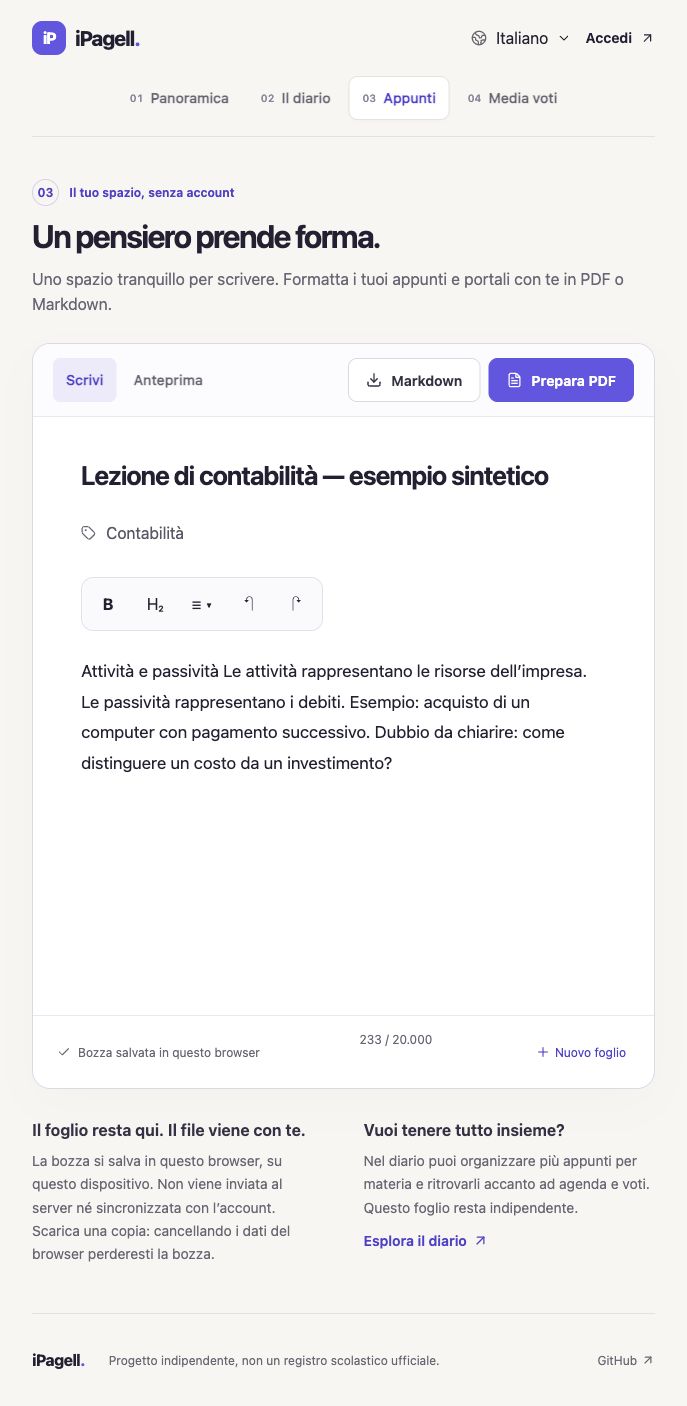 iP iPagell.
Italiano Accedi
01 Panoramica 02 Il diario 03 Appunti 04 Media voti
03 Il tuo spazio, senza account
Un pensiero prende forma.
Uno spazio tranquillo per scrivere. Formatta i tuoi appunti e portali con te in PDF o
Markdown.
Scrivi Anteprima Markdown Prepara PDF
Lezione di contabilità — esempio sintetico
Contabilità
B H₂
Attività e passività Le attività rappresentano le risorse dell’impresa.
Le passività rappresentano i debiti. Esempio: acquisto di un
computer con pagamento successivo. Dubbio da chiarire: come
distinguere un costo da un investimento?
Bozza salvata in questo browser 233 / 20.000 Nuovo foglio
Il foglio resta qui. Il file viene con te.
La bozza si salva in questo browser, su
questo dispositivo. Non viene inviata al
server né sincronizzata con l’account.
Scarica una copia: cancellando i dati del
browser perderesti la bozza.
Vuoi tenere tutto insieme?
Nel diario puoi organizzare più appunti per
materia e ritrovarli accanto ad agenda e voti.
Questo foglio resta indipendente.
Esplora il diario
iPagell. Progetto indipendente, non un registro scolastico ufficiale. GitHub